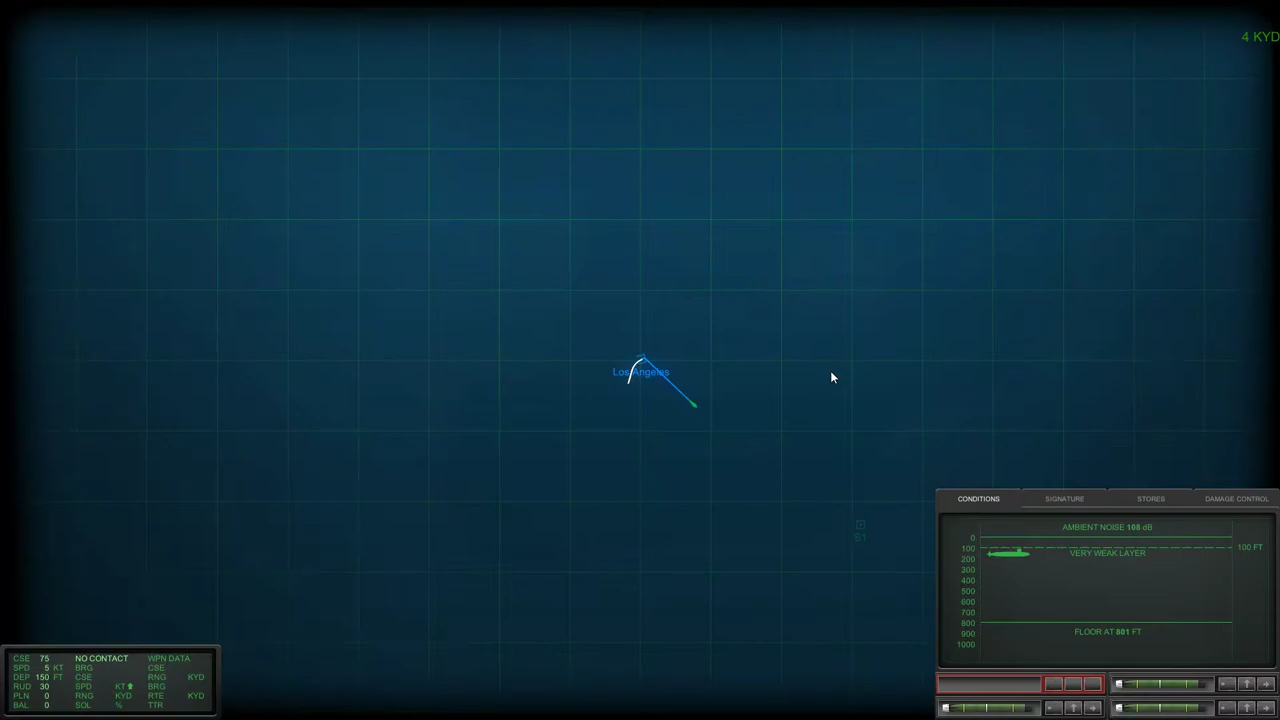 4 KYD
Los Angeles
S1
CONDITIONS SIGNATURE STORES DAMAGE CONTROL
AMBIENT NOISE 108 dB
0
100 100 FT
VERY WEAK LAYER
200
300
400
500
600
700
800
FLOOR AT 801 FT
900
1000
CSE 75 NO CONTACT WPN DATA
SPD 5 KT BRG CSE
DEP 150 FT CSE RNG KYD
RUD 30 SPD KT BRG
PLN 0 RNG KYD RTE KYD
BAL 0 SOL % TTR